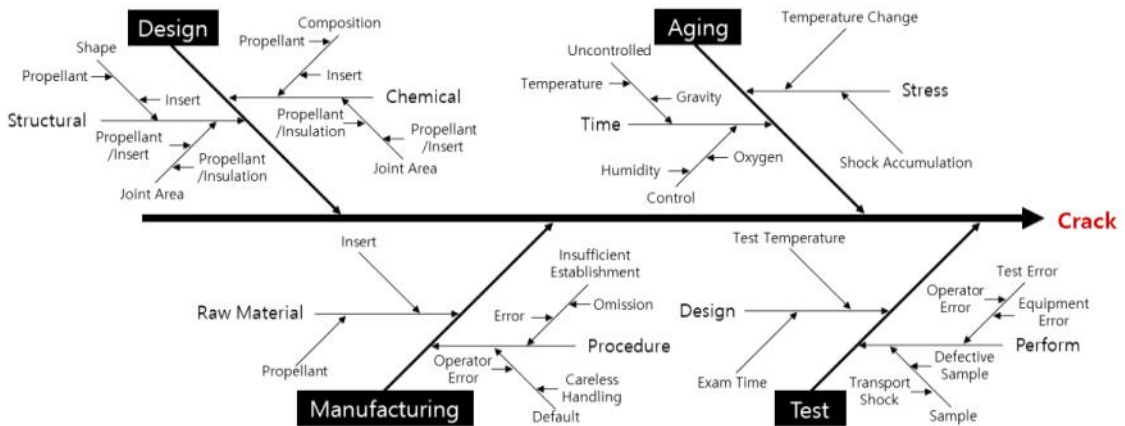 Design
Composition
Propellant
Shape
Propellant
Insert
Insert
Chemical
Structural
Propellant
/Insert
Propellant
/Insulation
Joint Area
Propellant
/Insulation
Propellant
/Insert
Joint Area
Aging
Temperature Change
Uncontrolled
Temperature
Gravity
Stress
Time
Oxygen
Humidity
Control
Shock Accumulation
Crack
Insert
Insufficient
Establishment
Omission
Error
Raw Material
Procedure
Operator
Error
Careless
Handling
Default
Propellant
Manufacturing
Test Temperature
Test Error
Operator
Error
Equipment
Error
Design
Perform
Defective
Sample
Transport
Shock
Sample
Exam Time
Test